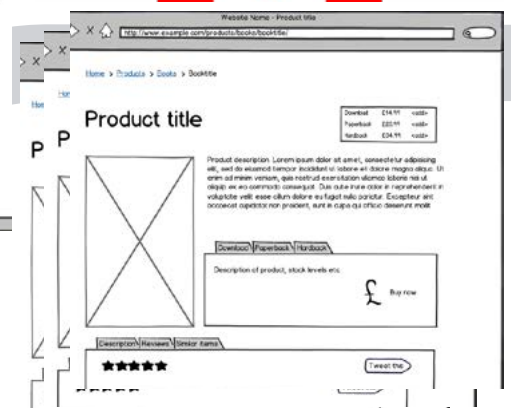 Website Name - Product title
http://www.example.com/products/books/booktitle/
Home > Products > Books > Booktitle
Product title
Download £14.99 <add>
Paperback £20.99 <add>
Hardback £34.99 <add>
Product description Lorem ipsum dolor sit amet, consectetur adipisicing
elit, sed do eiusmod tempor incididunt ut labore et dolore magna aliqua. Ut
enim ad minim veniam, quis nostrud exercitation ullamco laboris nisi ut
aliquip ex ea commodo consequat. Duis aute irure dolor in reprehenderit in
voluptate velit esse cillum dolore eu fugiat nulla pariatur. Excepteur sint
occaecat cupidatat non proident, sunt in culpa qui officia deserunt mollit
Download Paperback Hardback
Description of product, stock levels etc
£ Buy now
Description Reviews Similar items
Tweet this